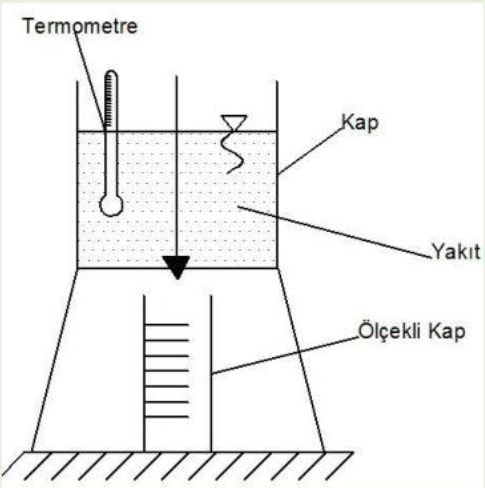 Termometre
Kap
Yakıt
Ölçekli Kap